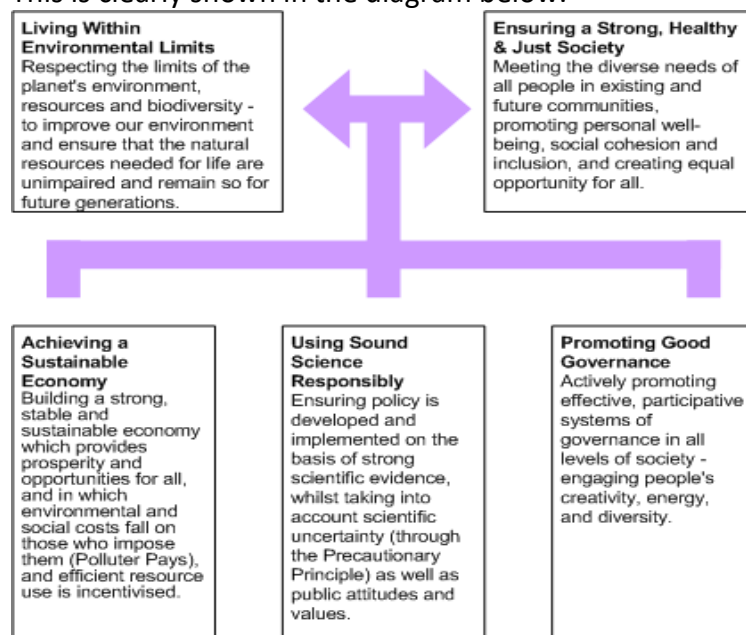 This is clearly shown in the diagram below.
Living Within
Environmental Limits
Respecting the limits of the
planet's environment,
resources and biodiversity -
to improve our environment
and ensure that the natural
resources needed for life are
unimpaired and remain so for
future generations.
Ensuring a Strong, Healthy
& Just Society
Meeting the diverse needs of
all people in existing and
future communities,
promoting personal well-
being, social cohesion and
inclusion, and creating equal
opportunity for all.
Achieving a
Sustainable
Economy
Building a strong,
stable and
sustainable economy
which provides
prosperity and
opportunities for all,
and in which
environmental and
social costs fall on
those who impose
them (Polluter Pays),
and efficient resource
use is incentivised.
Using Sound
Science
Responsibly
Ensuring policy is
developed and
implemented on the
basis of strong
scientific evidence,
whilst taking into
account scientific
uncertainty (through
the Precautionary
Principle) as well as
public attitudes and
values.
Promoting Good
Governance
Actively promoting
effective, participative
systems of
governance in all
levels of society -
engaging people's
creativity, energy,
and diversity.